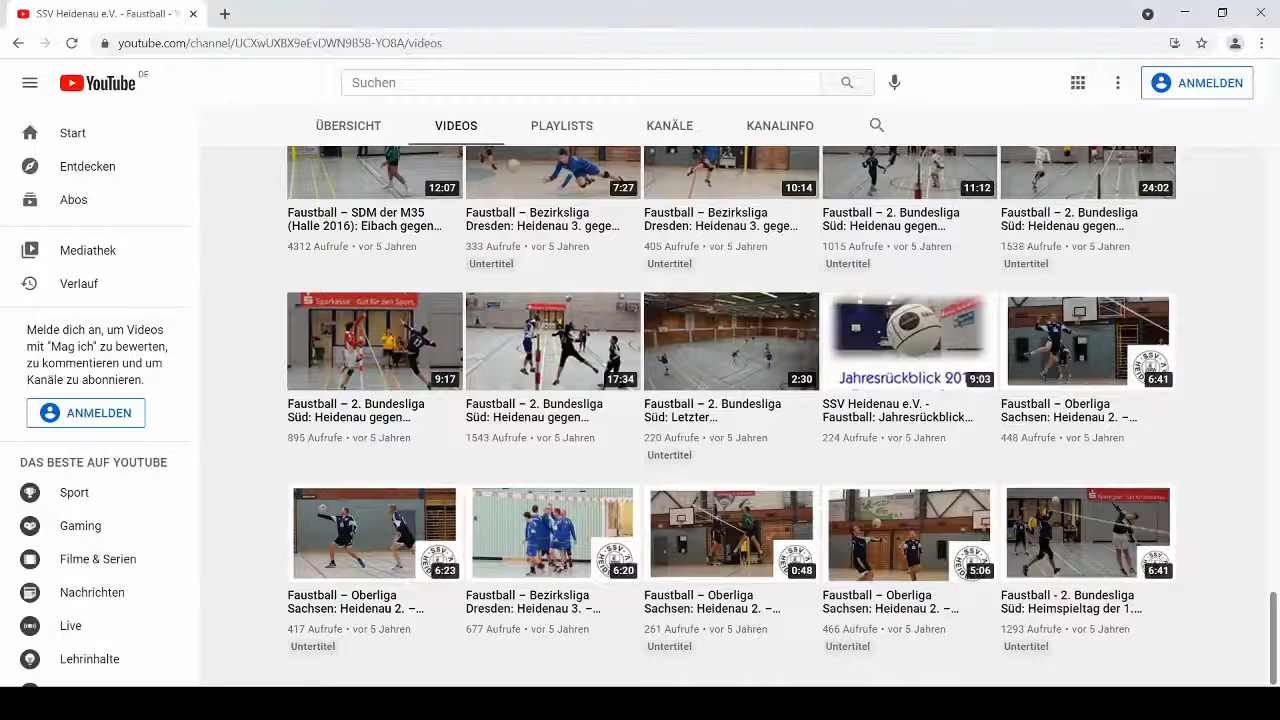 SSV Heidenau e.V. - Faustball - Y
youtube.com/channel/UCXwUXBX9eEvDWN9B58-YO8A/videos
YouTube DE
Suchen
ANMELDEN
ÜBERSICHT VIDEOS PLAYLISTS KANÄLE KANALINFO
Start
Entdecken
Abos
Mediathek
Verlauf
Melde dich an, um Videos
mit "Mag ich" zu bewerten,
zu kommentieren und um
Kanäle zu abonnieren.
ANMELDEN
DAS BESTE AUF YOUTUBE
Sport
Gaming
Filme & Serien
Nachrichten
Live
Lehrinhalte
12:07 7:27 10:14 11:12 24:02
Faustball – SDM der M35 Faustball – Bezirksliga Faustball – Bezirksliga Faustball – 2. Bundesliga Faustball – 2. Bundesliga
(Halle 2016): Eibach gegen... Dresden: Heidenau 3. gege... Dresden: Heidenau 3. gege... Süd: Heidenau gegen... Süd: Heidenau gegen...
4312 Aufrufe • vor 5 Jahren 333 Aufrufe • vor 5 Jahren 405 Aufrufe • vor 5 Jahren 1015 Aufrufe • vor 5 Jahren 1538 Aufrufe • vor 5 Jahren
Untertitel Untertitel Untertitel Untertitel
Sparkasse Gut für den Sport.
Jahresrückblick 201
9:17 17:34 2:30 9:03 6:41
Faustball – 2. Bundesliga Faustball – 2. Bundesliga Faustball – 2. Bundesliga SSV Heidenau e.V. - Faustball – Oberliga
Süd: Heidenau gegen... Süd: Heidenau gegen... Süd: Letzter... Faustball: Jahresrückblick... Sachsen: Heidenau 2. –...
895 Aufrufe • vor 5 Jahren 1543 Aufrufe • vor 5 Jahren 220 Aufrufe • vor 5 Jahren 224 Aufrufe • vor 5 Jahren 448 Aufrufe • vor 5 Jahren
Untertitel
6:23 6:20 0:48 5:06 6:41
Faustball – Oberliga Faustball – Bezirksliga Faustball – Oberliga Faustball – Oberliga Faustball - 2. Bundesliga
Sachsen: Heidenau 2. –... Dresden: Heidenau 3. –... Sachsen: Heidenau 2. –... Sachsen: Heidenau 2. –... Süd: Heimspieltag der 1....
417 Aufrufe • vor 5 Jahren 677 Aufrufe • vor 5 Jahren 261 Aufrufe • vor 5 Jahren 466 Aufrufe • vor 5 Jahren 1293 Aufrufe • vor 5 Jahren
Untertitel Untertitel Untertitel Untertitel